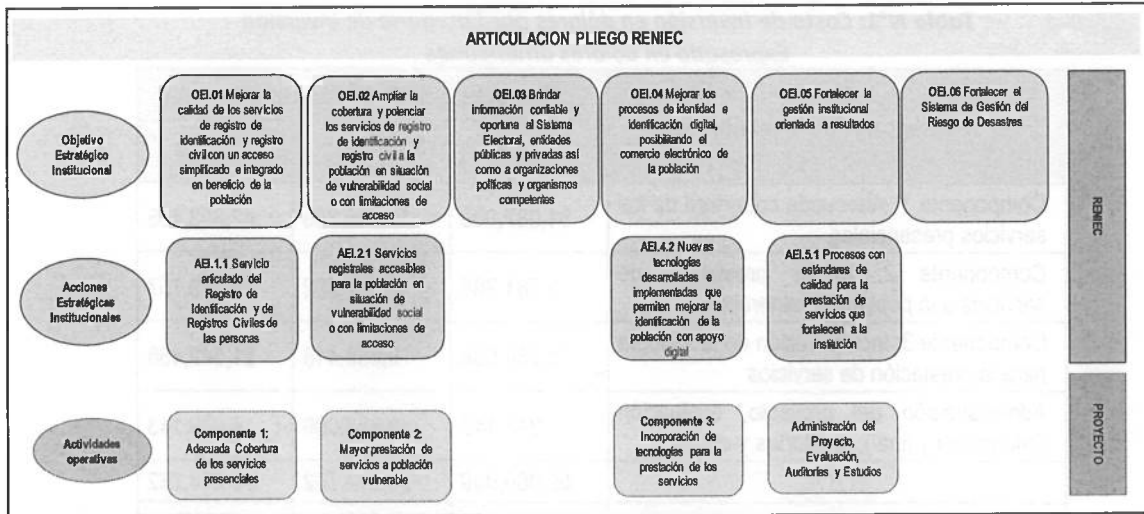 ARTICULACION PLIEGO RENIEC
Objetivo
Estratégico
Institucional
OEI.01 Mejorar la
calidad de los servicios
de registro de
identificación y registro
civil con un acceso
simplificado e integrado
en beneficio de la
población
OEI.02 Ampliar la
cobertura y potenciar
los servicios de registro
de identificación y
registro civil a la
población en situación
de vulnerabilidad social
o con limitaciones de
acceso
OEI.03 Brindar
información confiable y
oportuna al Sistema
Electoral, entidades
públicas y privadas así
como a organizaciones
políticas y organismos
competentes
OEI.04 Mejorar los
procesos de identidad e
identificación digital,
posibilitando el
comercio electrónico de
la población
OEI.05 Fortalecer la
gestión institucional
orientada a resultados
OEI.06 Fortalecer el
Sistema de Gestión del
Riesgo de Desastres
RENIEC
Acciones
Estratégicas
Institucionales
AEI.1.1 Servicio
articulado del
Registro de
Identificación y de
Registros Civiles de
las personas
AEI.2.1 Servicios
registrales accesibles
para la población en
situación de
vulnerabilidad social
o con limitaciones de
acceso
AEI.4.2 Nuevas
tecnologías
desarrolladas e
implementadas que
permiten mejorar la
identificación de la
población con apoyo
digital
AEI.5.1 Procesos con
estándares de
calidad para la
prestación de
servicios que
fortalecen a la
institución
Actividades
operativas
Componente 1:
Adecuada Cobertura
de los servicios
presenciales
Componente 2:
Mayor prestación de
servicios a población
vulnerable
Componente 3:
Incorporación de
tecnologías para la
prestación de los
servicios
Administración del
Proyecto,
Evaluación,
Auditorías y Estudios
PROYECTO